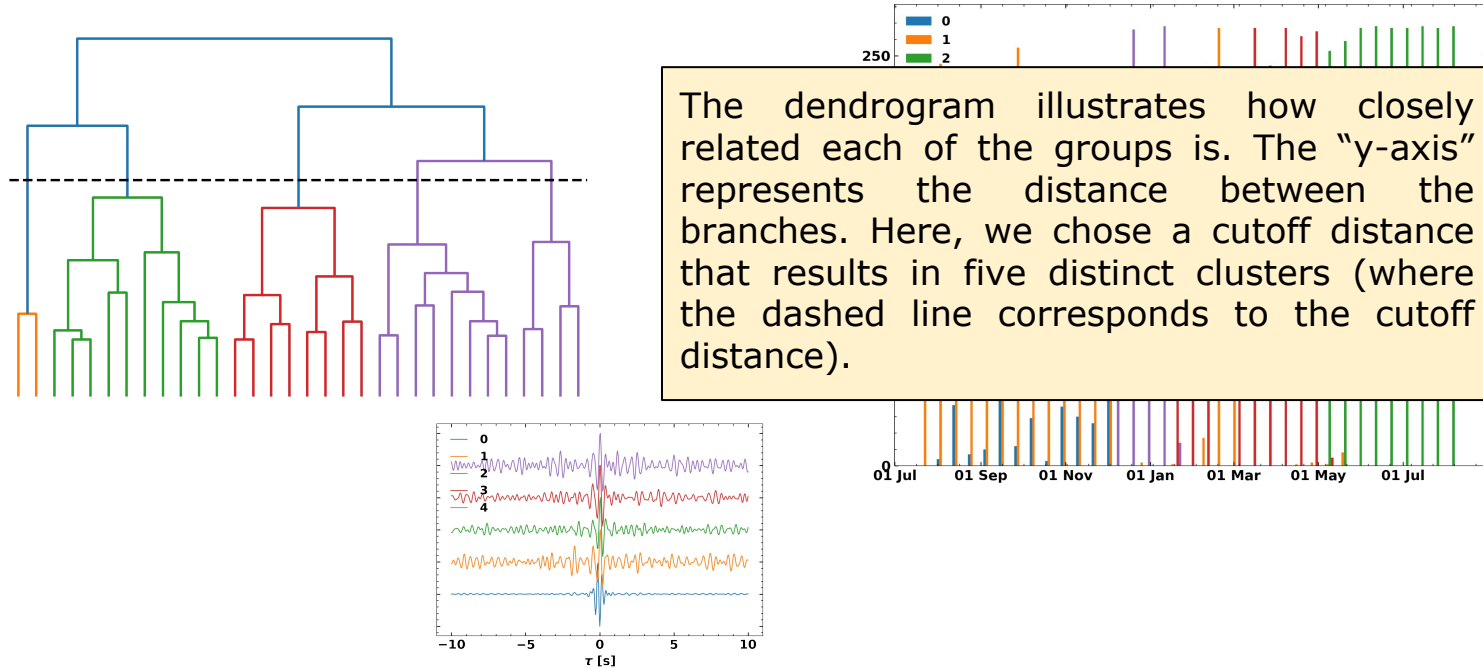 0
1
2
250
The dendrogram illustrates how closely
related each of the groups is. The “y-axis”
represents the distance between the
branches. Here, we chose a cutoff distance
that results in five distinct clusters (where
the dashed line corresponds to the cutoff
distance).
0
01 Jul 01 Sep 01 Nov 01 Jan 01 Mar 01 May 01 Jul
0
1
2
3
4
−10 −5 0 5 10
τ [s]